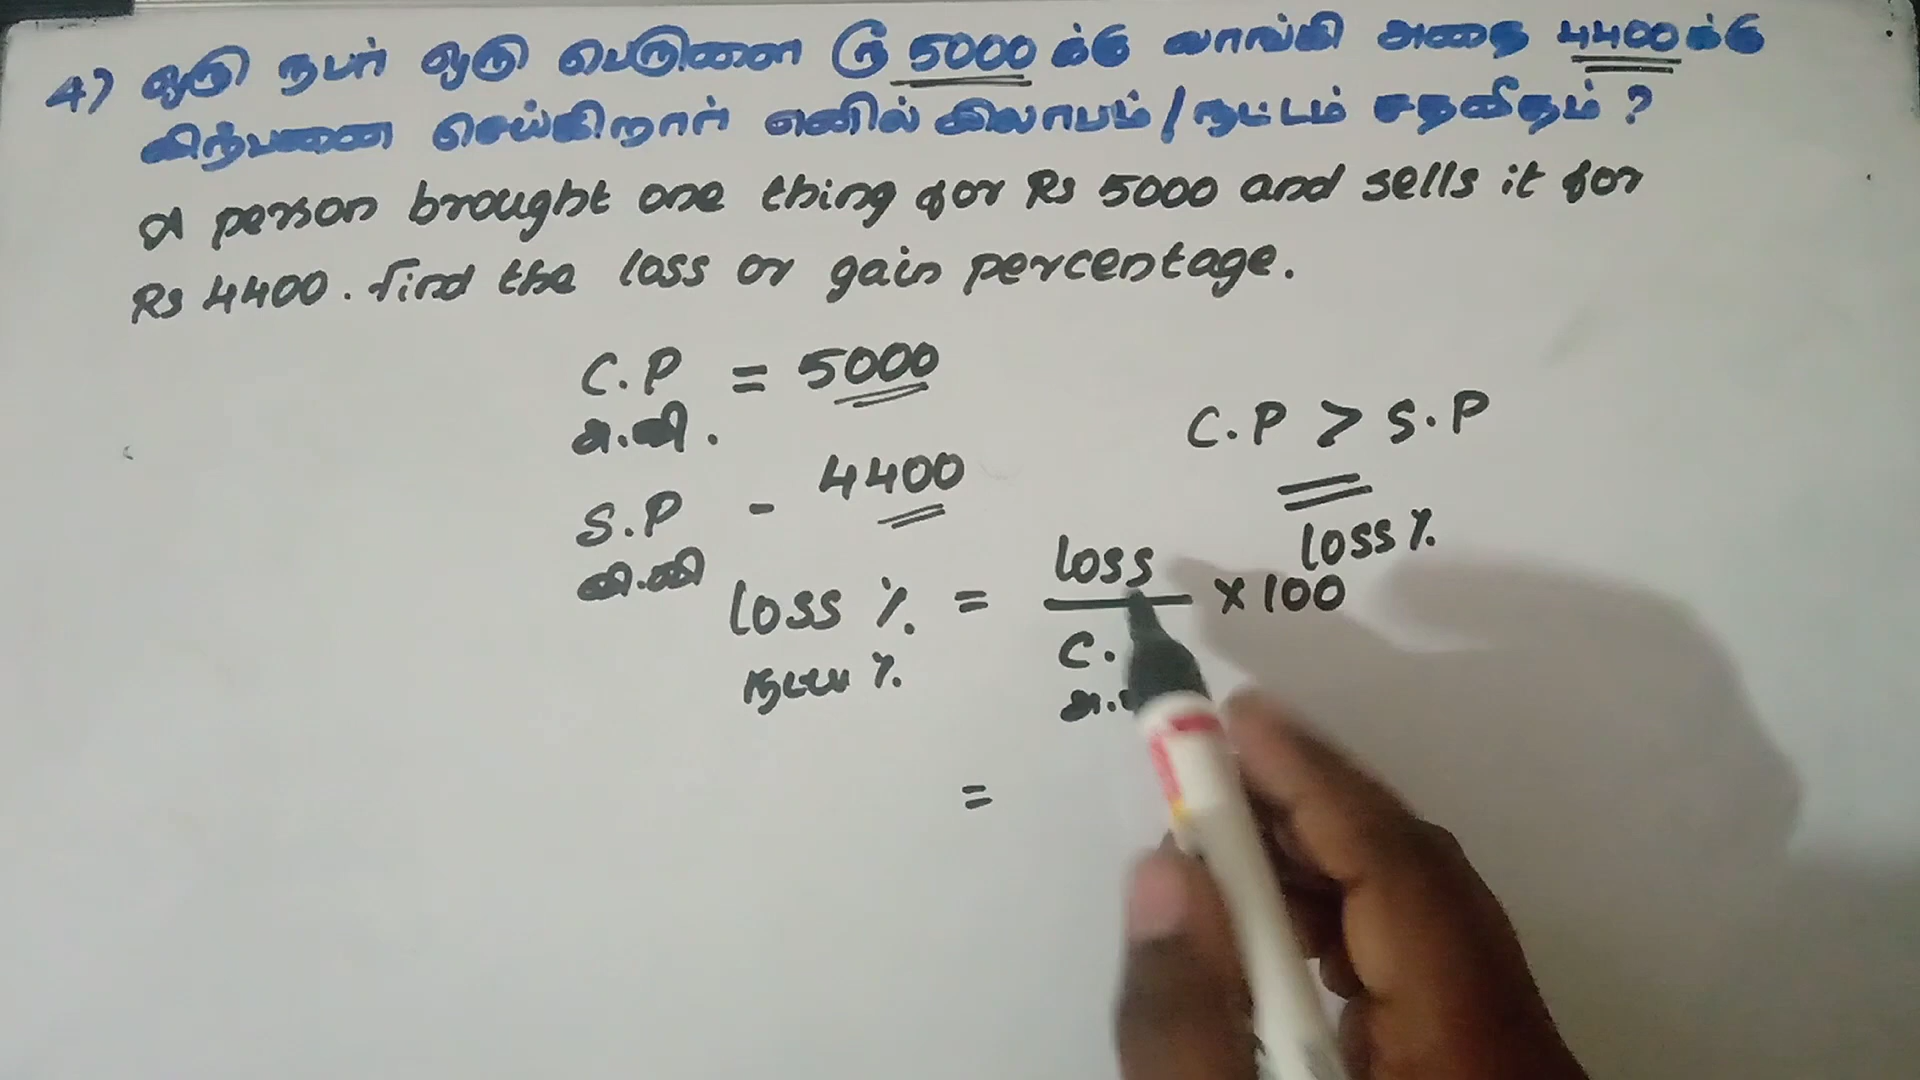 4) ஒரு நபர் ஒரு பொருளை ரூ 5000 க்கு வாங்கி அதை 4400க்கு
விற்பனை செய்கிறார் எனில் இலாபம்/நட்டம் சதவீதம் ?
A person brought one thing for Rs 5000 and sells it for
Rs 4400. Find the loss or gain percentage.
C.P = 5000
அ.வி.
C.P > S.P
S.P - 4400
வி.வி
loss %.
loss %. = loss × 100
நட்டம் %.
C.
அ.
=